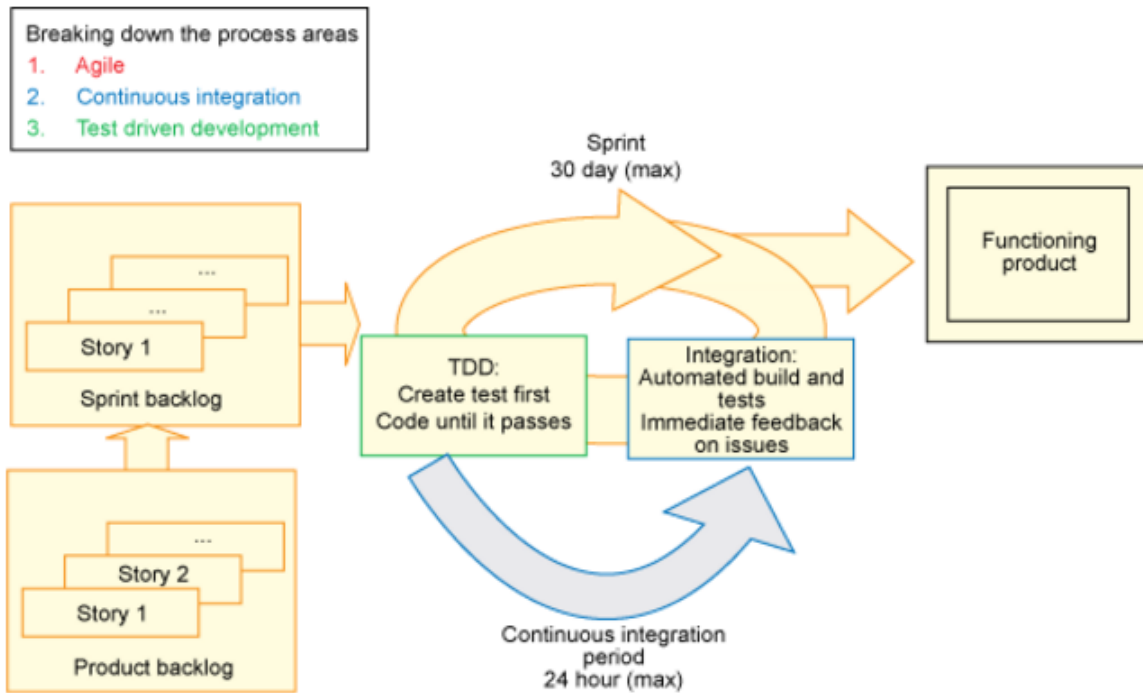 Breaking down the process areas
1. Agile
2. Continuous integration
3. Test driven development
Sprint
30 day (max)
...
...
Story 1
Sprint backlog
TDD:
Create test first
Code until it passes
Integration:
Automated build and
tests
Immediate feedback
on issues
Functioning
product
...
Story 2
Story 1
Product backlog
Continuous integration
period
24 hour (max)